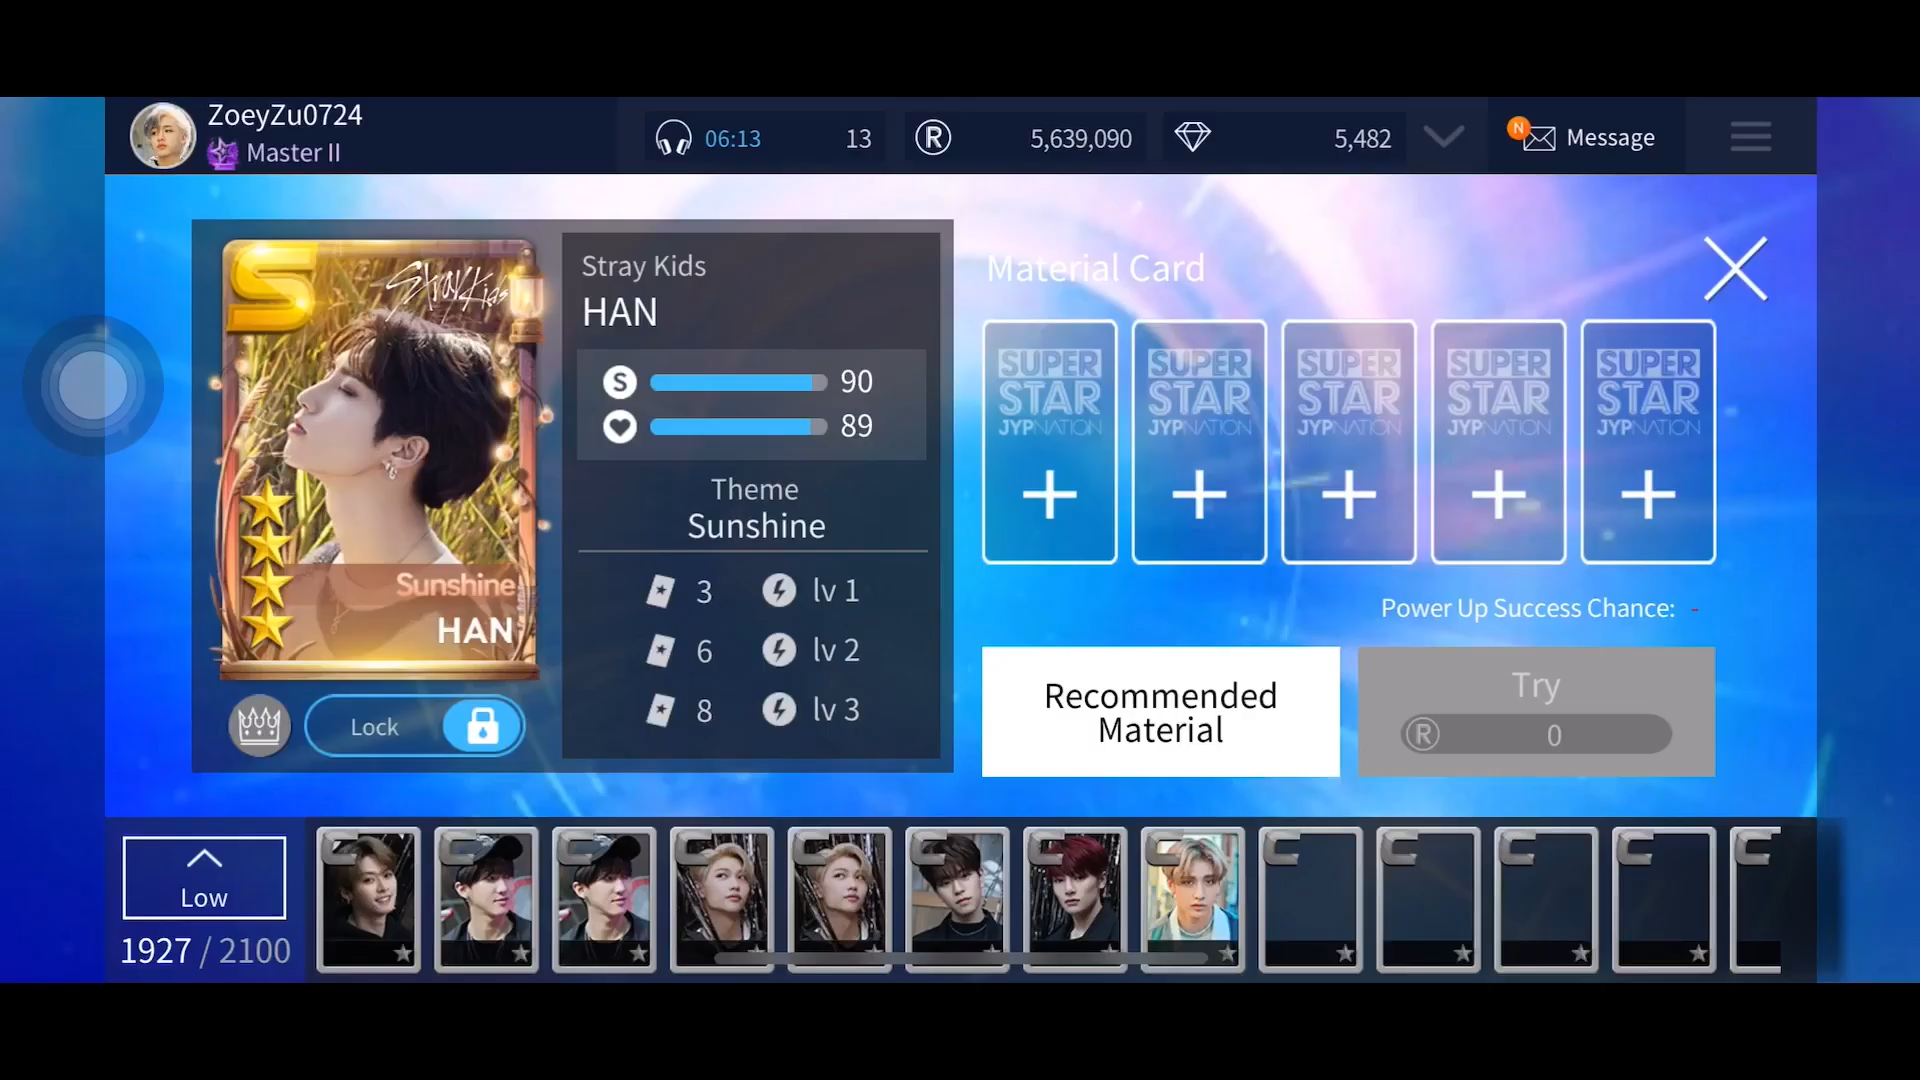 ZoeyZu0724
Master II
06:13
13
R
5,639,090
5,482
N
Message
S
Stray Kids
Sunshine
HAN
Lock
Stray Kids
HAN
S
90
89
Theme
Sunshine
3
lv 1
6
lv 2
8
lv 3
Material Card
SUPER
STAR
JYPNATION
SUPER
STAR
JYPNATION
SUPER
STAR
JYPNATION
SUPER
STAR
JYPNATION
SUPER
STAR
JYPNATION
Power Up Success Chance: -
Recommended
Material
Try
R 0
Low
1927 / 2100
C
C
C
C
C
C
C
C
C
C
C
C
C